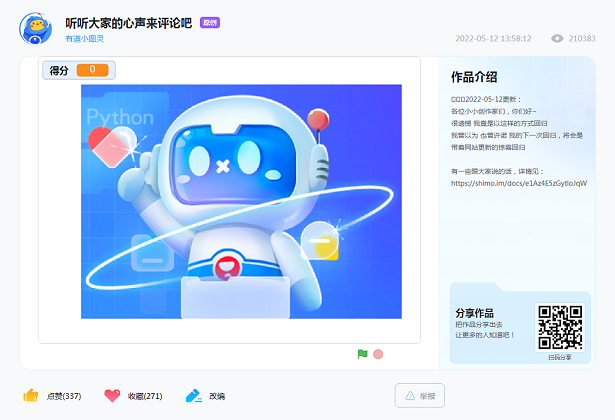 听听大家的心声来评论吧 原创
有道小图灵
2022-05-12 13:58:12 210383
得分 0
Python
作品介绍
2022-05-12更新：
各位小小创作家们，你们好~
很遗憾 我竟是以这样的方式回归
我曾以为 也曾许诺 我的下一次回归，将会是
带着网站更新的惊喜回归
有一些跟大家说的话，详情见：
https://shimo.im/docs/e1Az4E5zGytloJqW
分享作品
把作品分享出去
让更多的人知道吧！
扫码分享
点赞(337) 收藏(271) 改编 举报